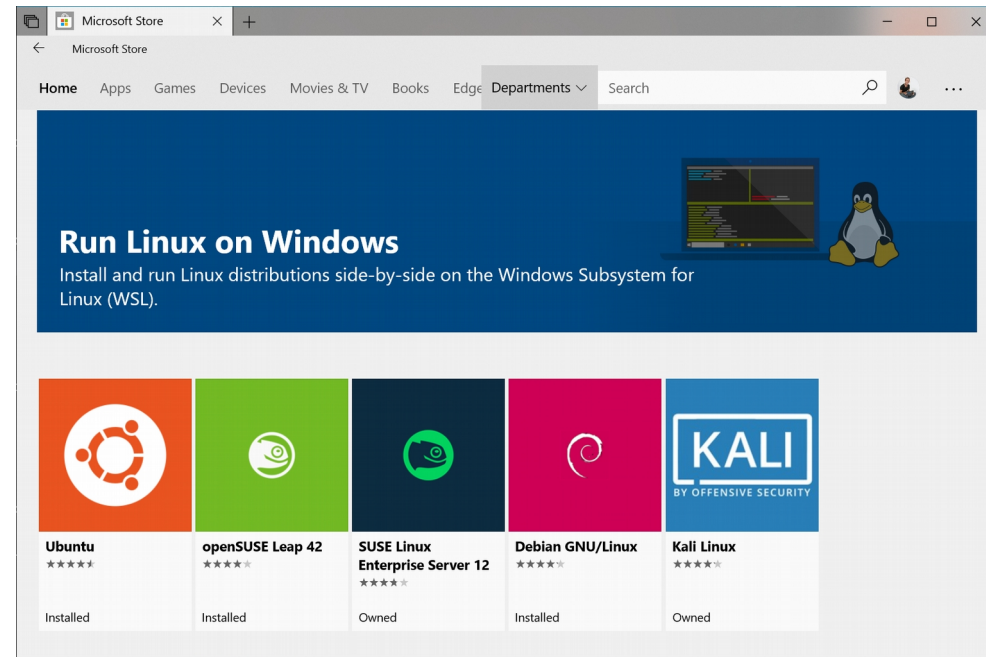 Microsoft Store
Microsoft Store
Home Apps Games Devices Movies & TV Books Edge Departments Search
Run Linux on Windows
Install and run Linux distributions side-by-side on the Windows Subsystem for
Linux (WSL).
KALI
BY OFFENSIVE SECURITY
Ubuntu
openSUSE Leap 42
SUSE Linux
Enterprise Server 12
Debian GNU/Linux
Kali Linux
Installed
Installed
Owned
Installed
Owned